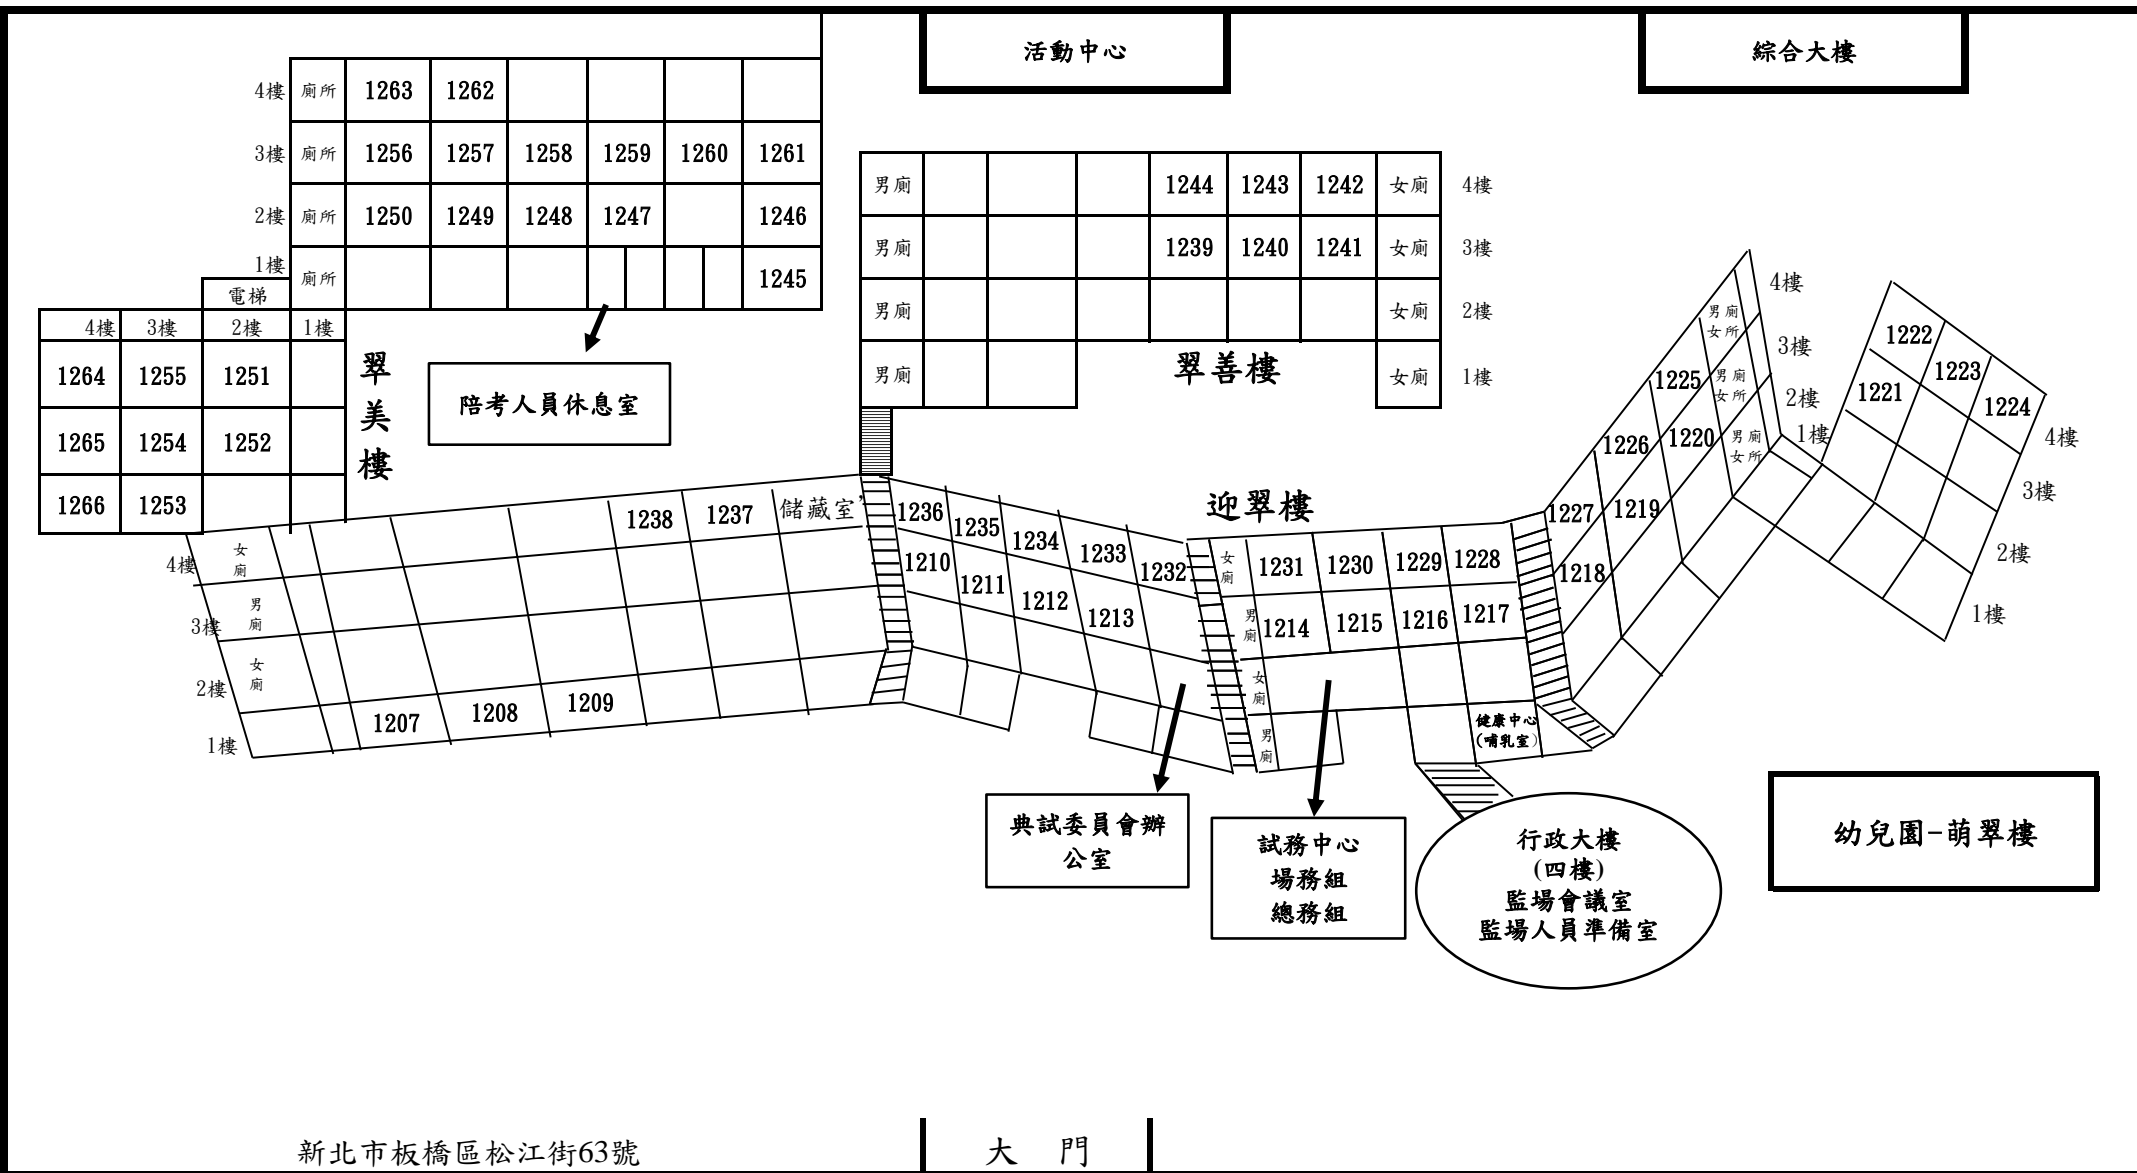 活動中心
綜合大樓
4樓 廁所 1263 1262
3樓 廁所 1256 1257 1258 1259 1260 1261
2樓 廁所 1250 1249 1248 1247 1246
1樓 廁所 1245
電梯
4樓 3樓 2樓 1樓
1264 1255 1251
1265 1254 1252
1266 1253
翠美樓
陪考人員休息室
男廁 1244 1243 1242 女廁 4樓
男廁 1239 1240 1241 女廁 3樓
男廁 女廁 2樓
男廁 女廁 1樓
翠善樓
迎翠樓
4樓 女廁 1238 1237 儲藏室'
3樓 男廁
2樓 女廁
1樓 1207 1208 1209
1236 1235 1234 1233 1232
1210 1211 1212 1213
女廁 1231 1230 1229 1228
男廁 1214 1215 1216 1217
女廁
男廁
健康中心
(哺乳室)
1227 1226 1225 男廁 女所 4樓
1218 1219 1220 男廁 女所 3樓
男廁 女所 2樓
1樓
1222 1223 1224 4樓
1221 3樓
2樓
1樓
典試委員會辦
公室
試務中心
場務組
總務組
行政大樓
(四樓)
監場會議室
監場人員準備室
幼兒園-萌翠樓
新北市板橋區松江街63號
大 門